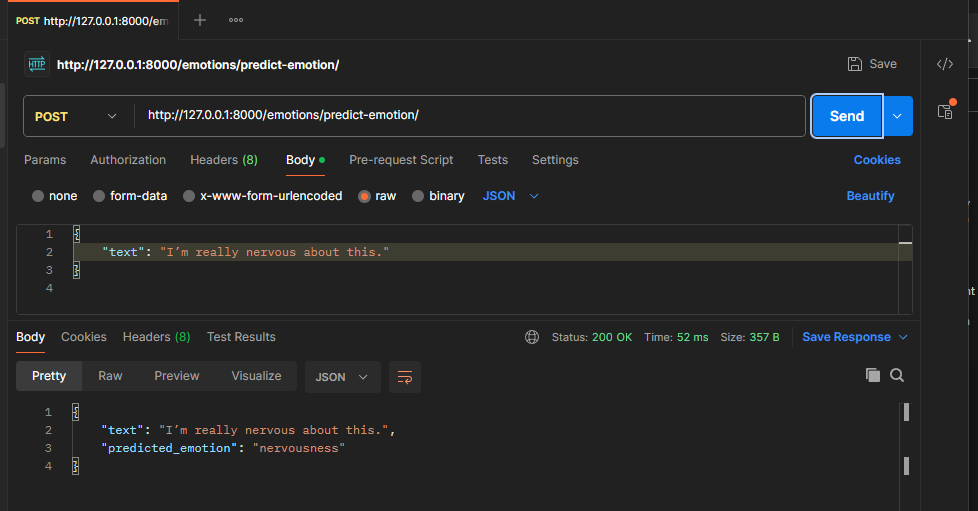 POST http://127.0.0.1:8000/em
HTTP http://127.0.0.1:8000/emotions/predict-emotion/ Save </>
POST http://127.0.0.1:8000/emotions/predict-emotion/ Send
Params Authorization Headers (8) Body Pre-request Script Tests Settings Cookies
none form-data x-www-form-urlencoded raw binary JSON Beautify
1 {
2 "text": "I’m really nervous about this."
3 }
4
Body Cookies Headers (8) Test Results Status: 200 OK Time: 52 ms Size: 357 B Save Response
Pretty Raw Preview Visualize JSON
1 {
2 "text": "I’m really nervous about this.",
3 "predicted_emotion": "nervousness"
4 }